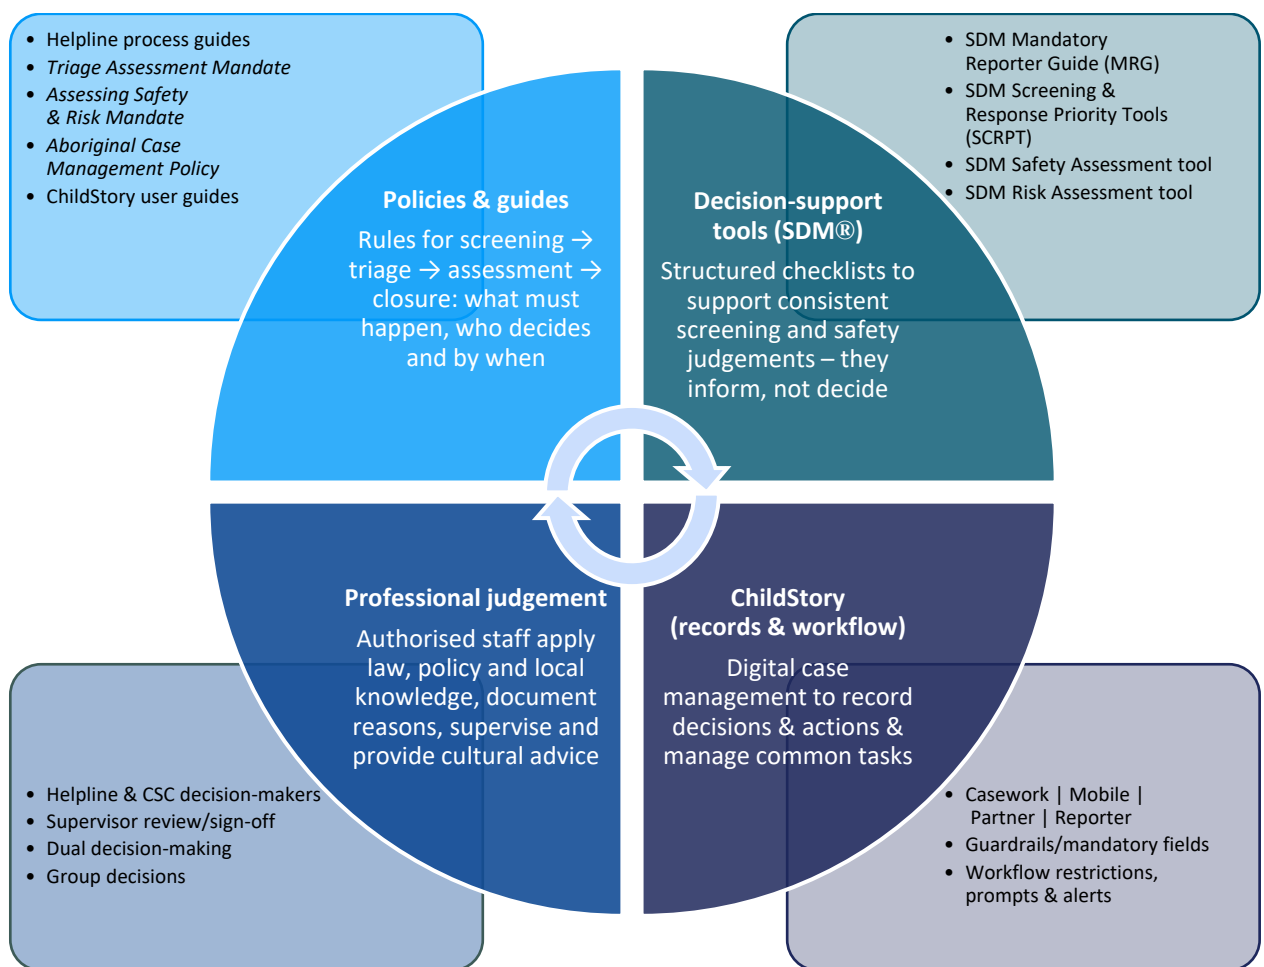 • Helpline process guides
• Triage Assessment Mandate
• Assessing Safety
& Risk Mandate
• Aboriginal Case
Management Policy
• ChildStory user guides
Policies & guides
Rules for screening →
triage → assessment →
closure: what must
happen, who decides
and by when
• SDM Mandatory
Reporter Guide (MRG)
• SDM Screening &
Response Priority Tools
(SCRPT)
• SDM Safety Assessment tool
• SDM Risk Assessment tool
Decision-support
tools (SDM®)
Structured checklists to
support consistent
screening and safety
judgements – they
inform, not decide
Professional judgement
Authorised staff apply
law, policy and local
knowledge, document
reasons, supervise and
provide cultural advice
• Helpline & CSC decision-makers
• Supervisor review/sign-off
• Dual decision-making
• Group decisions
ChildStory
(records & workflow)
Digital case
management to record
decisions & actions &
manage common tasks
• Casework | Mobile |
Partner | Reporter
• Guardrails/mandatory fields
• Workflow restrictions,
prompts & alerts